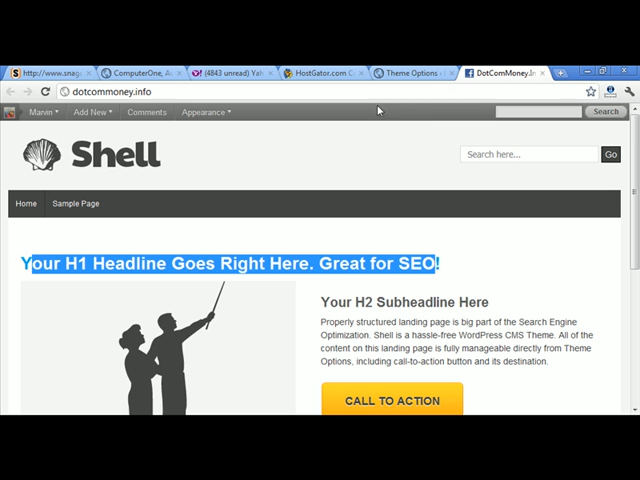 http://www.snag
ComputerOne, A
(4843 unread) Yah
HostGator.com C
Theme Options
DotComMoney.In
dotcommoney.info
Marvin Add New Comments Appearance Search
Shell
Search here... Go
Home Sample Page
Your H1 Headline Goes Right Here. Great for SEO!
Your H2 Subheadline Here
Properly structured landing page is big part of the Search Engine
Optimization. Shell is a hassle-free WordPress CMS Theme. All of the
content on this landing page is fully manageable directly from Theme
Options, including call-to-action button and its destination.
CALL TO ACTION